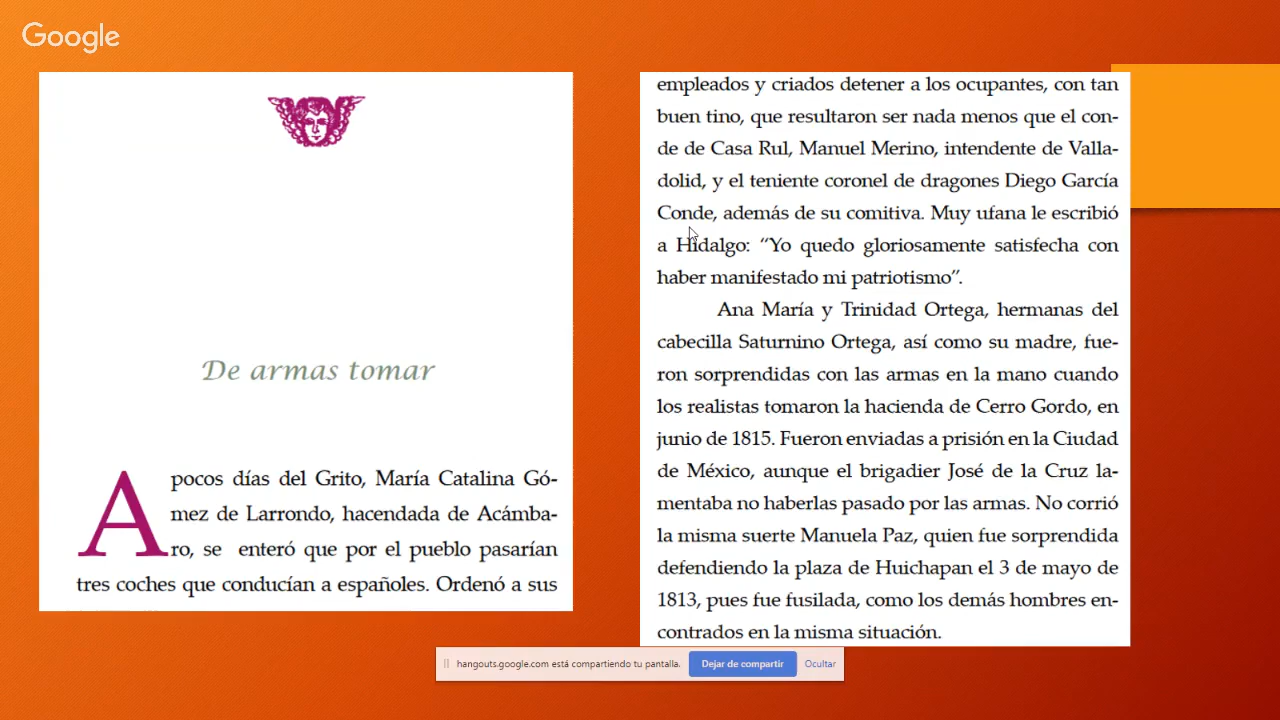 Google
De armas tomar
A pocos días del Grito, María Catalina Gó-
mez de Larrondo, hacendada de Acámba-
ro, se enteró que por el pueblo pasarían
tres coches que conducían a españoles. Ordenó a sus
empleados y criados detener a los ocupantes, con tan
buen tino, que resultaron ser nada menos que el con-
de de Casa Rul, Manuel Merino, intendente de Valla-
dolid, y el teniente coronel de dragones Diego García
Conde, además de su comitiva. Muy ufana le escribió
a Hidalgo: “Yo quedo gloriosamente satisfecha con
haber manifestado mi patriotismo”.
Ana María y Trinidad Ortega, hermanas del
cabecilla Saturnino Ortega, así como su madre, fue-
ron sorprendidas con las armas en la mano cuando
los realistas tomaron la hacienda de Cerro Gordo, en
junio de 1815. Fueron enviadas a prisión en la Ciudad
de México, aunque el brigadier José de la Cruz la-
mentaba no haberlas pasado por las armas. No corrió
la misma suerte Manuela Paz, quien fue sorprendida
defendiendo la plaza de Huichapan el 3 de mayo de
1813, pues fue fusilada, como los demás hombres en-
contrados en la misma situación.
hangouts.google.com está compartiendo tu pantalla. Dejar de compartir Ocultar